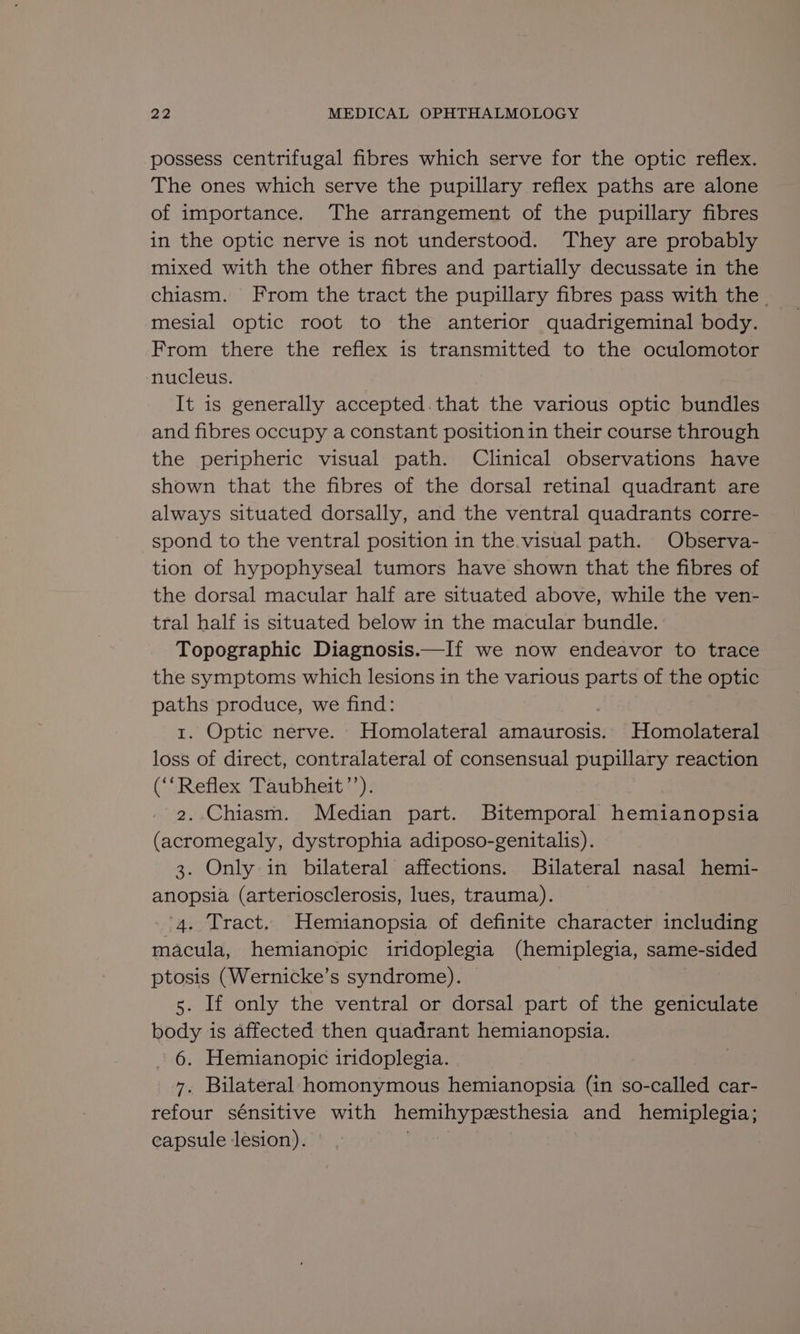 22 MEDICAL OPHTHALMOLOGY
possess centrifugal fibres which serve for the optic reflex.
The ones which serve the pupillary reflex paths are alone
of importance. The arrangement of the pupillary fibres
in the optic nerve is not understood. They are probably
mixed with the other fibres and partially decussate in the
chiasm. From the tract the pupillary fibres pass with the
mesial optic root to the anterior quadrigeminal body.
From there the reflex is transmitted to the oculomotor
nucleus.
It is generally accepted that the various optic bundles
and fibres occupy a constant position in their course through
the peripheric visual path. Clinical observations have
shown that the fibres of the dorsal retinal quadrant are
always situated dorsally, and the ventral quadrants corre-
spond to the ventral position in the visual path. Observa-
tion of hypophyseal tumors have shown that the fibres of
the dorsal macular half are situated above, while the ven-
tral half is situated below in the macular bundle.
Topographic Diagnosis.—If we now endeavor to trace
the symptoms which lesions in the various parts of the optic
paths produce, we find:
1. Optic nerve. Homolateral amaurosis. Homolateral
loss of direct, contralateral of consensual pupillary reaction
(“Reflex Taubheit”).
2. Chiasm. Median part. Bitemporal hemianopsia
(acromegaly, dystrophia adiposo-genitalis).
3. Only in bilateral affections. Bilateral nasal hemi-
anopsia (arteriosclerosis, lues, trauma).
4. Tract. Hemianopsia of definite character including
macula, hemianopic iridoplegia (hemiplegia, same-sided
ptosis (Wernicke’s syndrome).
5. If only the ventral or dorsal part of the geniculate
body is affected then quadrant hemianopsia.
6. Hemianopic iridoplegia.
7. Bilateral homonymous hemianopsia (in so-called car-
refour sénsitive with hemihypæsthesia and hemiplegia;
capsule lesion).